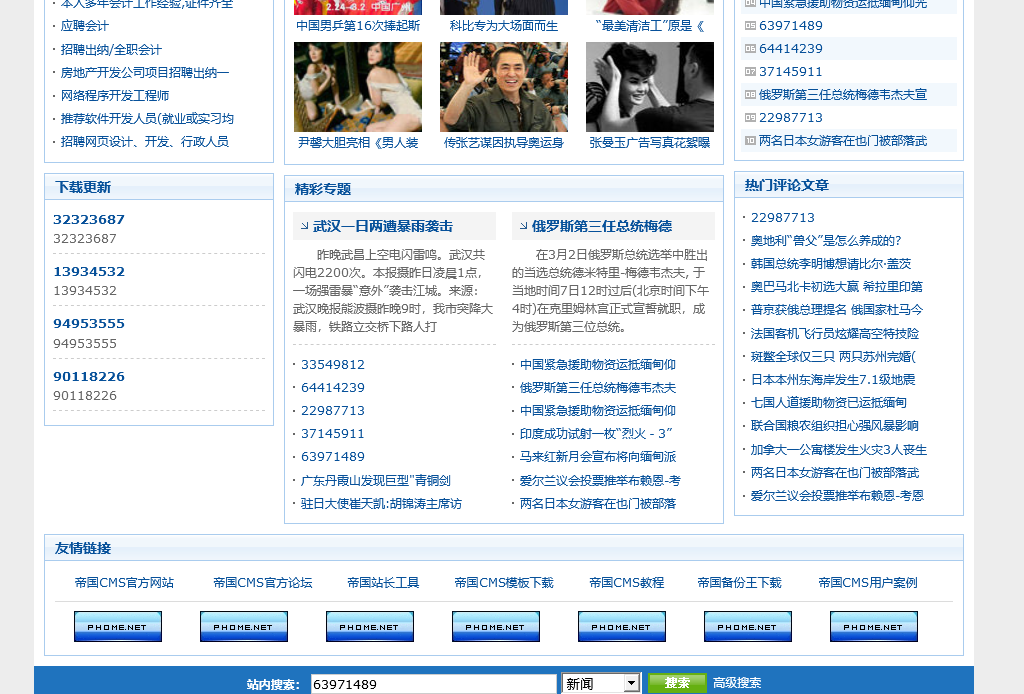 · 本人多年会计工作经验,证件齐全
· 应聘会计
· 招聘出纳/全职会计
· 房地产开发公司项目招聘出纳一
· 网络程序开发工程师
· 推荐软件开发人员(就业或实习均
· 招聘网页设计、开发、行政人员
下载更新
32323687
32323687
13934532
13934532
94953555
94953555
90118226
90118226
2.24-3.2 中国广州
中国男乒第16次捧起斯
科比专为大场面而生
“最美清洁工”原是《
尹馨大胆亮相《男人装
传张艺谋因执导奥运身
张曼玉广告写真花絮曝
精彩专题
武汉一日两遭暴雨袭击
昨晚武昌上空电闪雷鸣。武汉共
闪电2200次。本报摄昨日凌晨1点，
一场强雷暴“意外”袭击江城。来源：
武汉晚报熊波摄昨晚9时，我市突降大
暴雨，铁路立交桥下路人打
· 33549812
· 64414239
· 22987713
· 37145911
· 63971489
· 广东丹霞山发现巨型"青铜剑
· 驻日大使崔天凯:胡锦涛主席访
俄罗斯第三任总统梅德
在3月2日俄罗斯总统选举中胜出
的当选总统德米特里-梅德韦杰夫, 于
当地时间7日12时过后(北京时间下午
4时)在克里姆林宫正式宣誓就职，成
为俄罗斯第三位总统。
· 中国紧急援助物资运抵缅甸仰
· 俄罗斯第三任总统梅德韦杰夫
· 中国紧急援助物资运抵缅甸仰
· 印度成功试射一枚“烈火－3”
· 马来红新月会宣布将向缅甸派
· 爱尔兰议会投票推举布赖恩-考
· 两名日本女游客在也门被部落
04 中国紧急援助物资运抵缅甸仰光
05 63971489
06 64414239
07 37145911
08 俄罗斯第三任总统梅德韦杰夫宣
09 22987713
10 两名日本女游客在也门被部落武
热门评论文章
· 22987713
· 奥地利“兽父”是怎么养成的?
· 韩国总统李明博想请比尔·盖茨
· 奥巴马北卡初选大赢 希拉里印第
· 普京获俄总理提名 俄国家杜马今
· 法国客机飞行员炫耀高空特技险
· 斑鳖全球仅三只 两只苏州完婚(
· 日本本州东海岸发生7.1级地震
· 七国人道援助物资已运抵缅甸
· 联合国粮农组织担心强风暴影响
· 加拿大一公寓楼发生火灾3人丧生
· 两名日本女游客在也门被部落武
· 爱尔兰议会投票推举布赖恩-考恩
友情链接
帝国CMS官方网站 帝国CMS官方论坛 帝国站长工具 帝国CMS模板下载 帝国CMS教程 帝国备份王下载 帝国CMS用户案例
PHOME.NET PHOME.NET PHOME.NET PHOME.NET PHOME.NET PHOME.NET PHOME.NET
站内搜索： 63971489 新闻 搜索 高级搜索